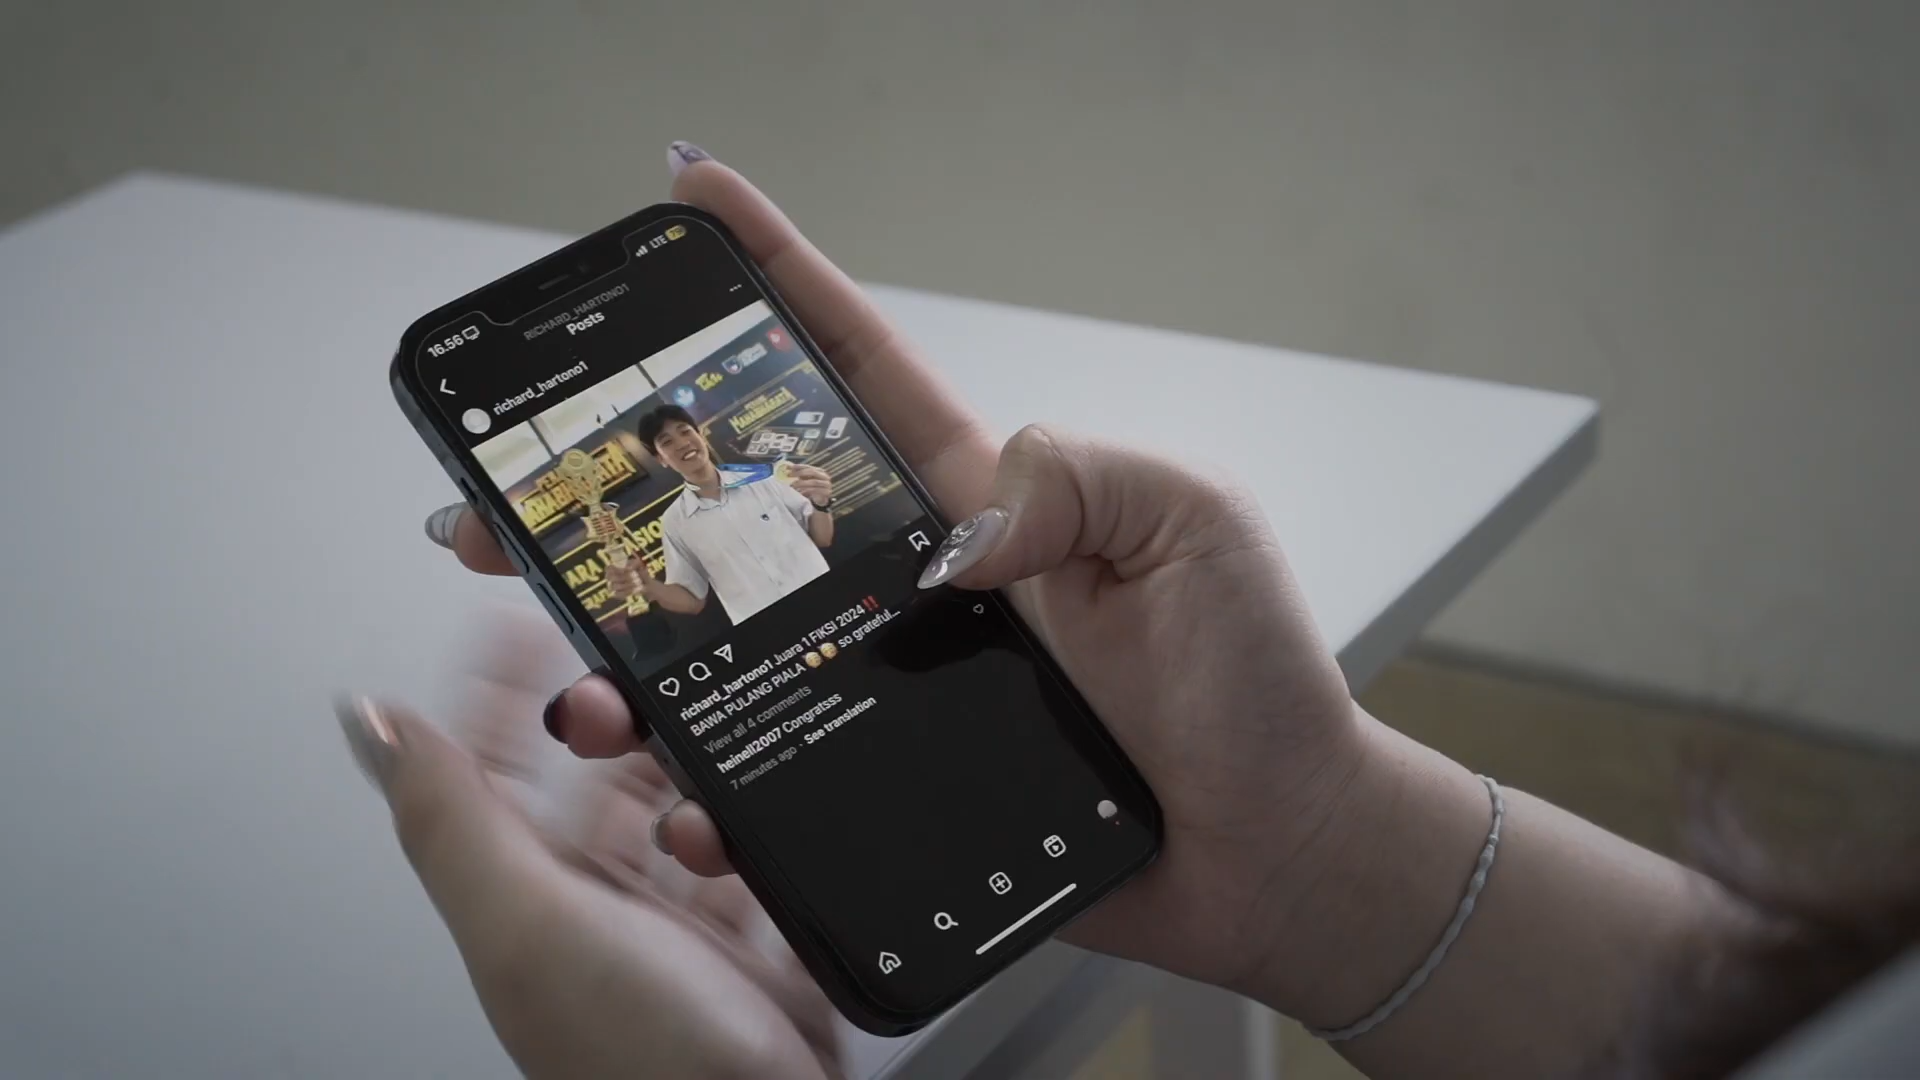 16.56
LTE
RICHARD_HARTONO1
Posts
richard_hartono1
MAHABHARATA
richard_hartono1 Juara 1 FIKSI 2024‼️
BAWA PULANG PIALA 🥹🥹 so grateful...
View all 4 comments
heinell2007 Congratsss
7 minutes ago · See translation